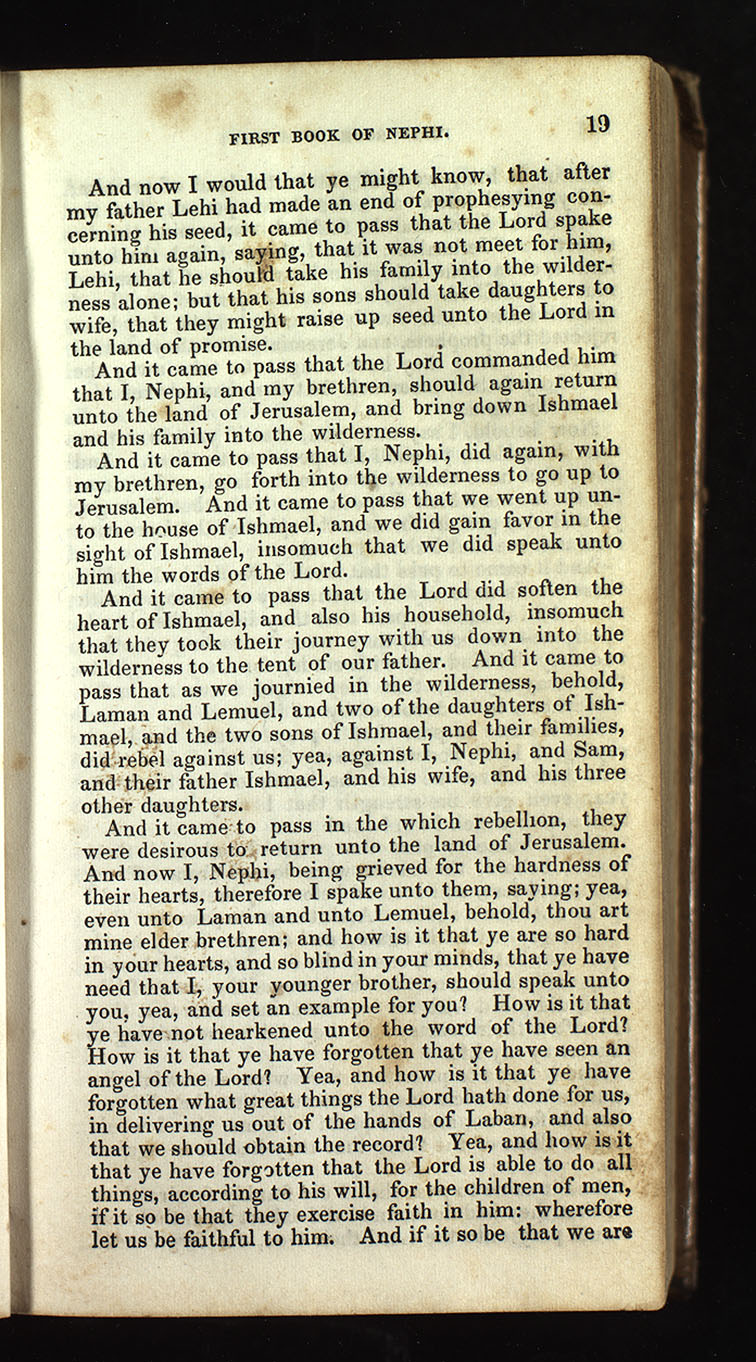 FIRST BOOK OF NEPHI. 19
And now I would that ye might know, that after
my father Lehi had made an end of prophesying con-
cerning his seed, it came to pass that the Lord spake
unto him again, saying, that it was not meet for him,
Lehi, that he should take his family into the wilder-
ness alone; but that his sons should take daughters to
wife, that they might raise up seed unto the Lord in
the land of promise.
And it came to pass that the Lord commanded him
that I, Nephi, and my brethren, should again return
unto the land of Jerusalem, and bring down Ishmael
and his family into the wilderness.
And it came to pass that I, Nephi, did again, with
my brethren, go forth into the wilderness to go up to
Jerusalem. And it came to pass that we went up un-
to the house of Ishmael, and we did gain favor in the
sight of Ishmael, insomuch that we did speak unto
him the words of the Lord.
And it came to pass that the Lord did soften the
heart of Ishmael, and also his household, insomuch
that they took their journey with us down into the
wilderness to the tent of our father. And it came to
pass that as we journied in the wilderness, behold,
Laman and Lemuel, and two of the daughters of Ish-
mael, and the two sons of Ishmael, and their families,
did rebel against us; yea, against I, Nephi, and Sam,
and their father Ishmael, and his wife, and his three
other daughters.
And it came to pass in the which rebellion, they
were desirous to return unto the land of Jerusalem.
And now I, Nephi, being grieved for the hardness of
their hearts, therefore I spake unto them, saying; yea,
even unto Laman and unto Lemuel, behold, thou art
mine elder brethren; and how is it that ye are so hard
in your hearts, and so blind in your minds, that ye have
need that I, your younger brother, should speak unto
you, yea, and set an example for you? How is it that
ye have not hearkened unto the word of the Lord?
How is it that ye have forgotten that ye have seen an
angel of the Lord? Yea, and how is it that ye have
forgotten what great things the Lord hath done for us,
in delivering us out of the hands of Laban, and also
that we should obtain the record? Yea, and how is it
that ye have forgotten that the Lord is able to do all
things, according to his will, for the children of men,
if it so be that they exercise faith in him: wherefore
let us be faithful to him. And if it so be that we are